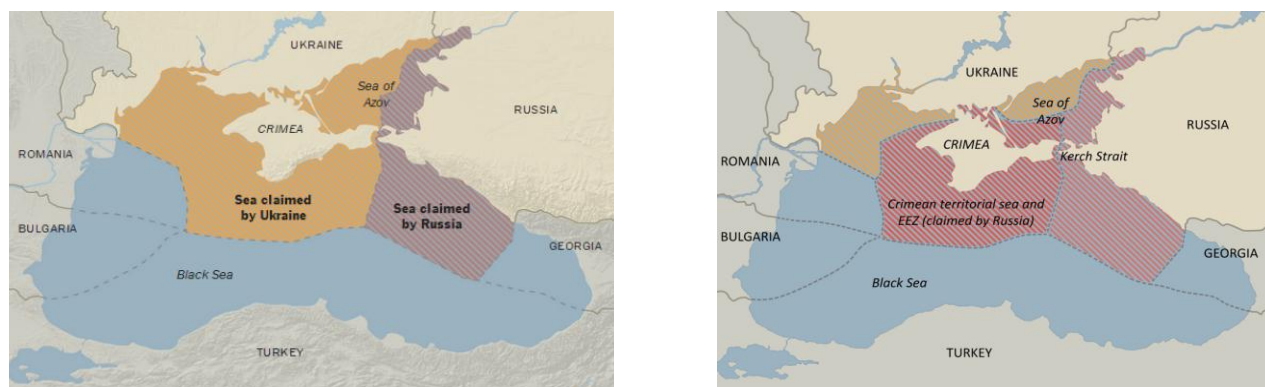 UKRAINE
Sea of
Azov
RUSSIA
CRIMEA
ROMANIA
Sea claimed
by Ukraine
Sea claimed
by Russia
BULGARIA
GEORGIA
Black Sea
TURKEY
UKRAINE
Sea of
Azov
RUSSIA
CRIMEA
Kerch Strait
ROMANIA
Crimean territorial sea and
EEZ (claimed by Russia)
BULGARIA
GEORGIA
Black Sea
TURKEY